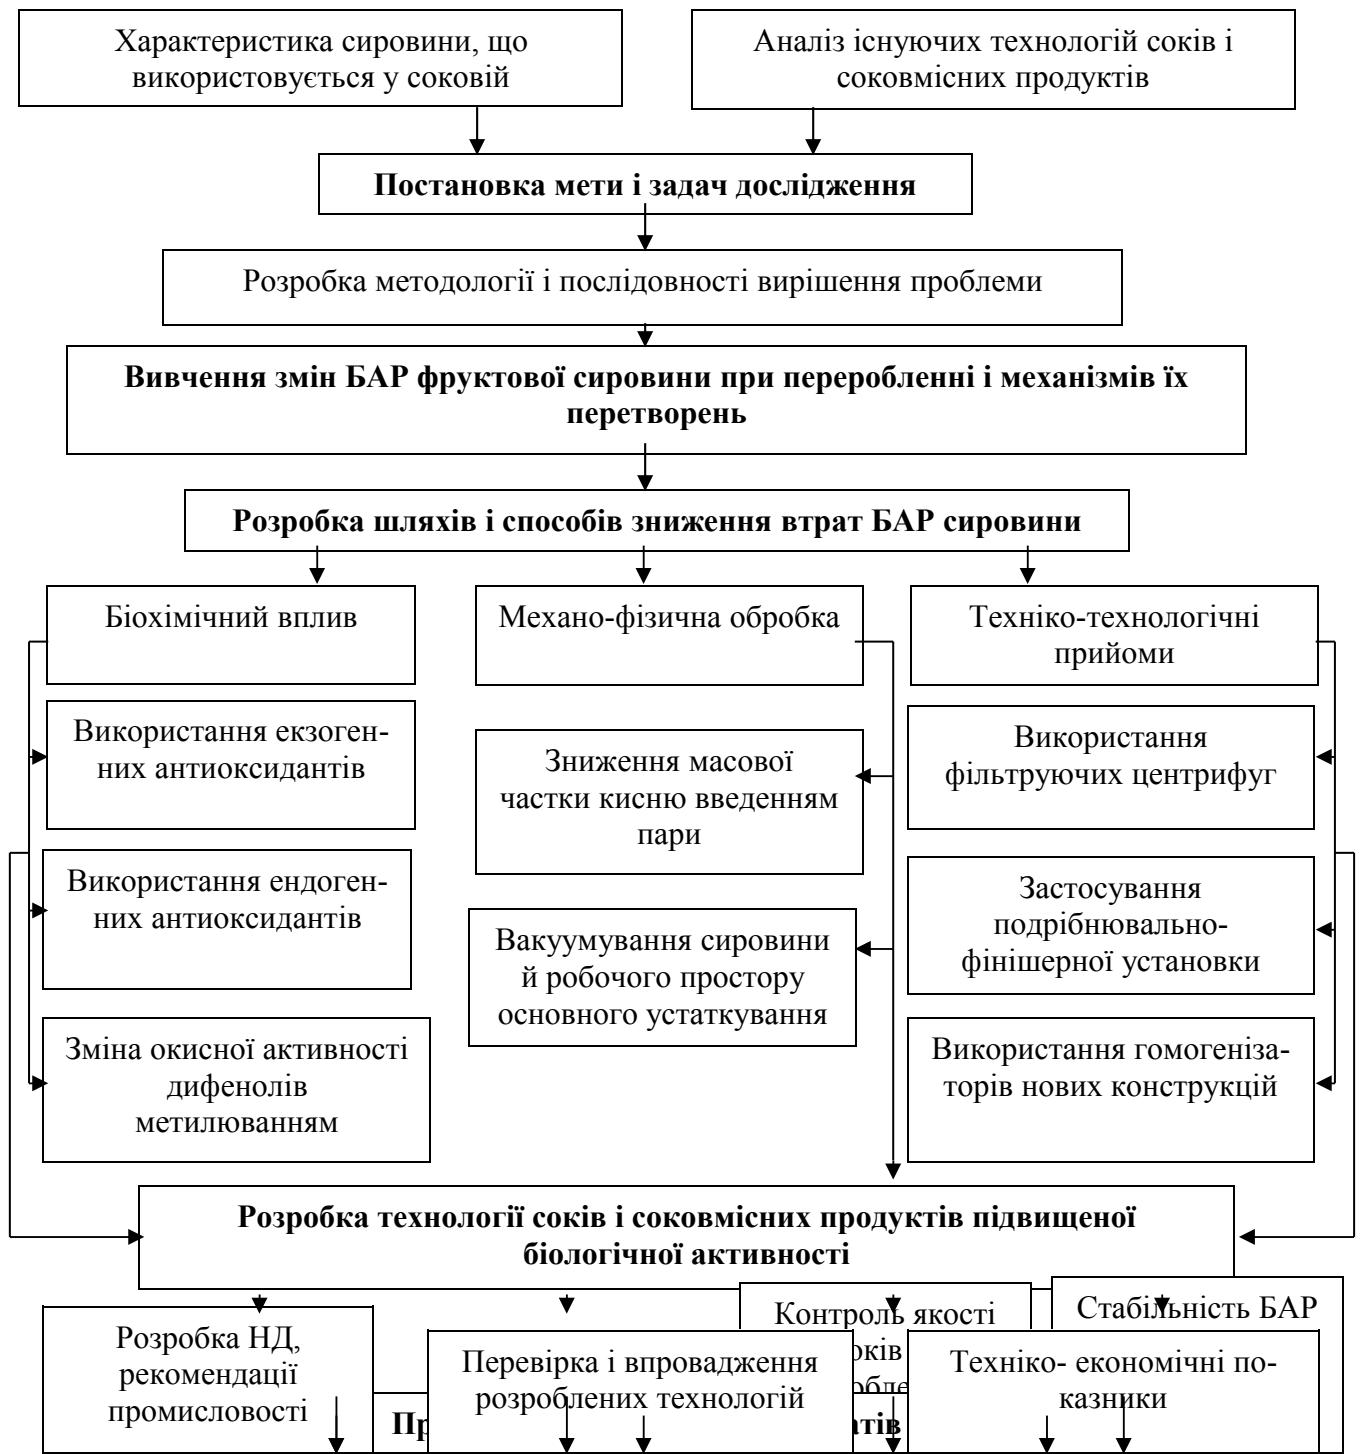 Характеристика сировини, що
використовується у соковій
Аналіз існуючих технологій соків і
соковмісних продуктів
Постановка мети і задач дослідження
Розробка методології і послідовності вирішення проблеми
Вивчення змін БАР фруктової сировини при переробленні і механізмів їх
перетворень
Розробка шляхів і способів зниження втрат БАР сировини
Біохімічний вплив
Механо-фізична обробка
Техніко-технологічні
прийоми
Використання екзоген-
них антиоксидантів
Зниження масової
частки кисню введенням
пари
Використання
фільтруючих центрифуг
Використання ендоген-
них антиоксидантів
Вакуумування сировини
й робочого простору
основного устаткування
Застосування
подрібнювально-
фінішерної установки
Зміна окисної активності
дифенолів
метилюванням
Використання гомогеніза-
торів нових конструкцій
Розробка технології соків і соковмісних продуктів підвищеної
біологічної активності
Розробка НД,
рекомендації
промисловості
Перевірка і впровадження
розроблених технологій
Контроль якості
Стабільність БАР
Техніко- економічні по-
казники